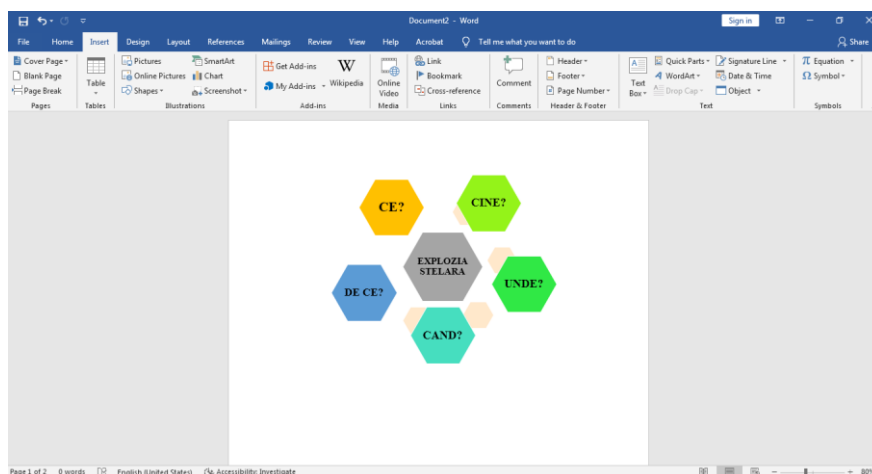 Document2 - Word
Sign in
File Home Insert Design Layout References Mailings Review View Help Acrobat Tell me what you want to do Share
Cover Page
Blank Page
Page Break
Pages
Table
Tables
Pictures
Online Pictures
Shapes
SmartArt
Chart
Screenshot
Illustrations
Get Add-ins
My Add-ins
W
Wikipedia
Add-ins
Online
Video
Media
Link
Bookmark
Cross-reference
Links
Comment
Comments
Header
Footer
Page Number
Header & Footer
A
Text
Box
Quick Parts
WordArt
Drop Cap
Signature Line
Date & Time
Object
Text
π Equation
Ω Symbol
Symbols
CE?
CINE?
EXPLOZIA
STELARA
DE CE?
UNDE?
CAND?
Page 1 of 2 0 words English (United States) Accessibility: Investigate 80%